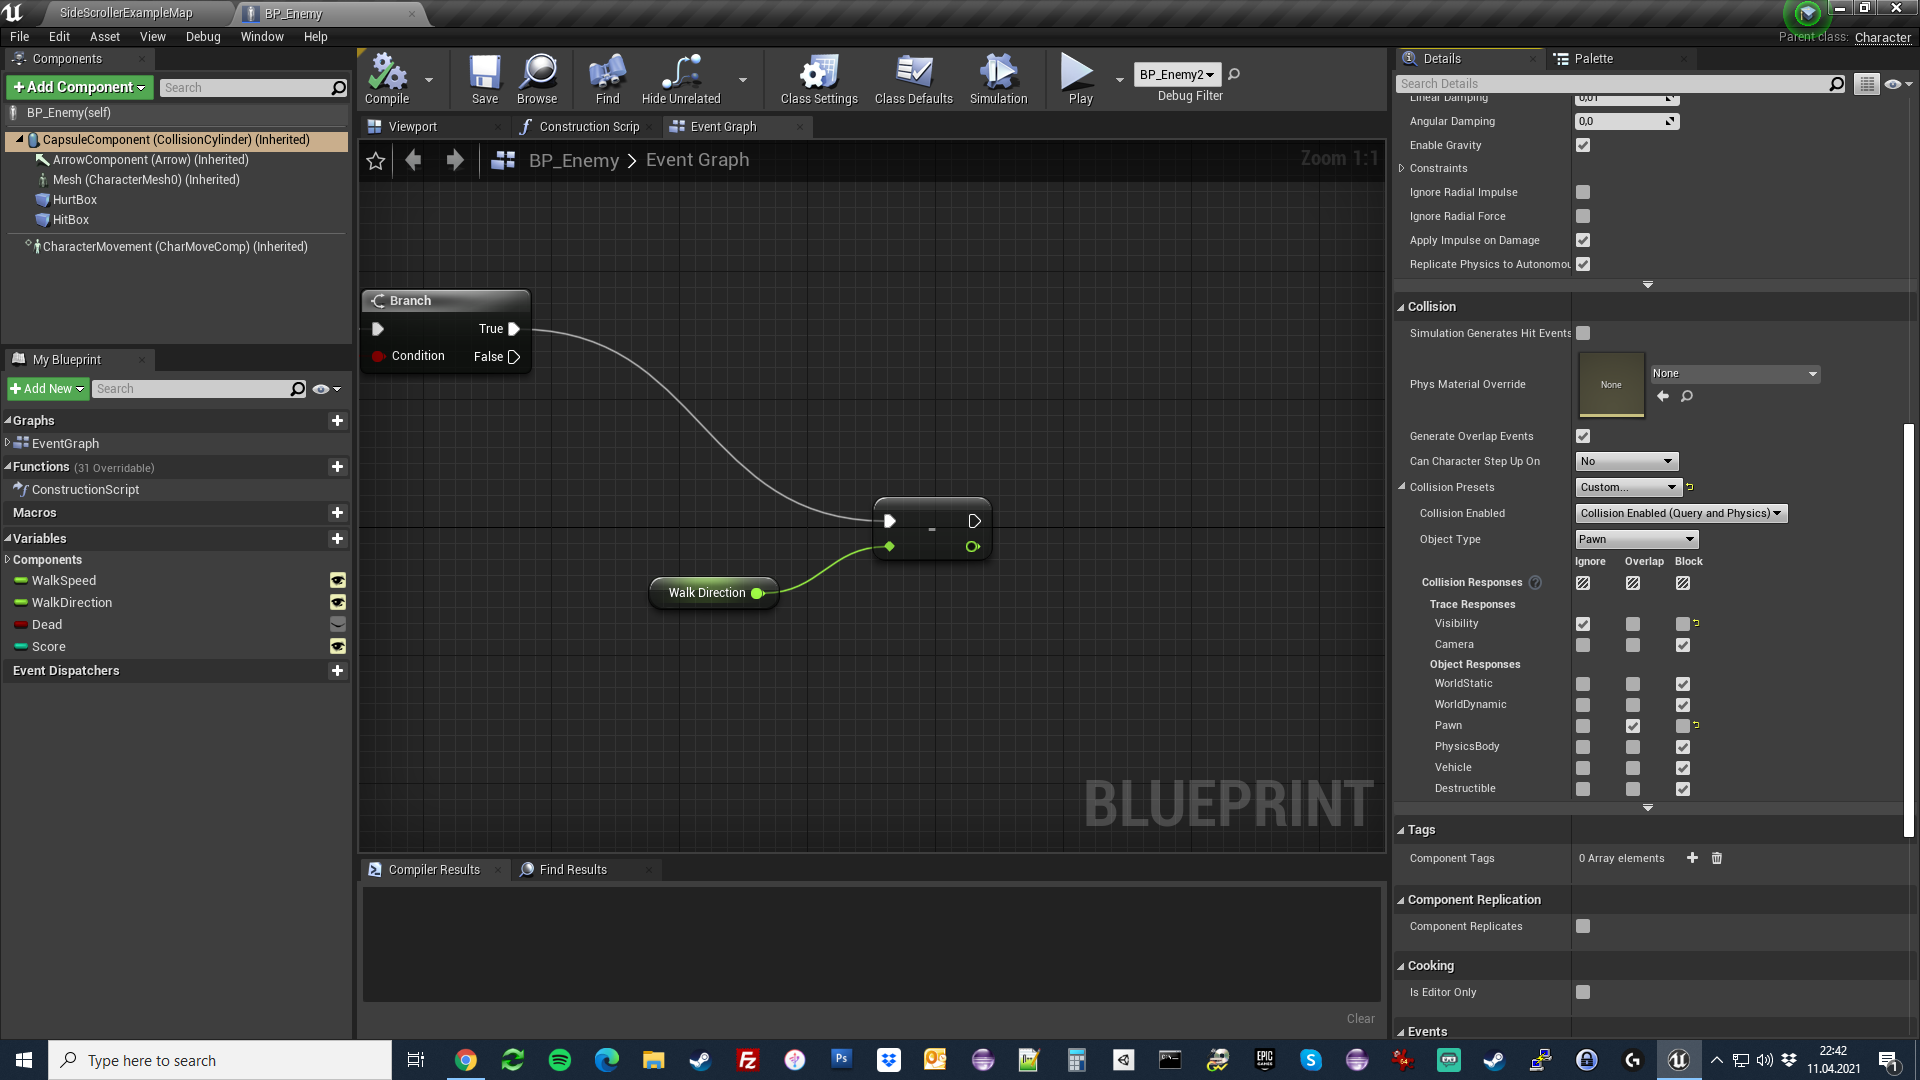 SideScrollerExampleMap
BP_Enemy
File Edit Asset View Debug Window Help
Parent class: Character
Components
+Add Component
Search
BP_Enemy(self)
CapsuleComponent (CollisionCylinder) (Inherited)
ArrowComponent (Arrow) (Inherited)
Mesh (CharacterMesh0) (Inherited)
HurtBox
HitBox
CharacterMovement (CharMoveComp) (Inherited)
My Blueprint
+Add New
Search
Graphs
EventGraph
Functions (31 Overridable)
ConstructionScript
Macros
Variables
Components
WalkSpeed
WalkDirection
Dead
Score
Event Dispatchers
Compile
Save
Browse
Find
Hide Unrelated
Class Settings
Class Defaults
Simulation
Play
BP_Enemy2
Debug Filter
Viewport
Construction Scrip
Event Graph
BP_Enemy > Event Graph
Zoom 1:1
Branch
True
Condition
False
-
Walk Direction
BLUEPRINT
Compiler Results
Find Results
Clear
Details
Palette
Search Details
Linear Damping 0,01
Angular Damping 0,0
Enable Gravity
Constraints
Ignore Radial Impulse
Ignore Radial Force
Apply Impulse on Damage
Replicate Physics to Autonomou
Collision
Simulation Generates Hit Events
Phys Material Override
None
None
Generate Overlap Events
Can Character Step Up On No
Collision Presets Custom...
Collision Enabled Collision Enabled (Query and Physics)
Object Type Pawn
Ignore Overlap Block
Collision Responses
Trace Responses
Visibility
Camera
Object Responses
WorldStatic
WorldDynamic
Pawn
PhysicsBody
Vehicle
Destructible
Tags
Component Tags 0 Array elements
Component Replication
Component Replicates
Cooking
Is Editor Only
Events
Type here to search
Ps
EPIC GAMES
64
22:42
11.04.2021
1